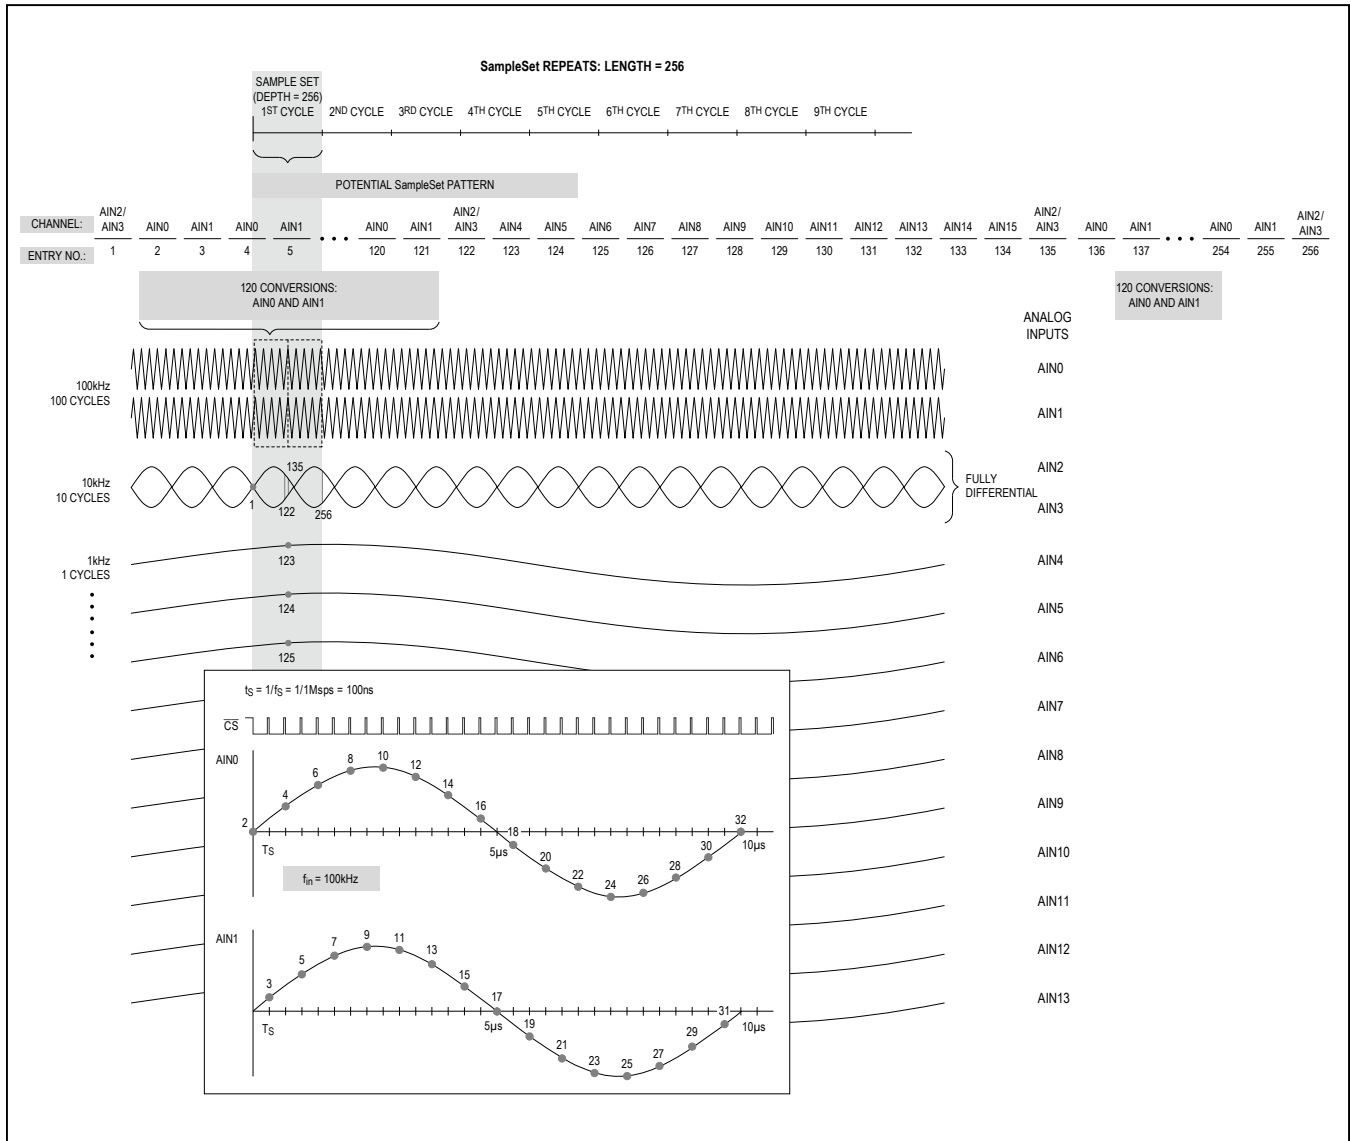 SampleSet REPEATS: LENGTH = 256
SAMPLE SET
(DEPTH = 256)
1ST CYCLE 2ND CYCLE 3RD CYCLE 4TH CYCLE 5TH CYCLE 6TH CYCLE 7TH CYCLE 8TH CYCLE 9TH CYCLE
POTENTIAL SampleSet PATTERN
CHANNEL: AIN2/AIN3 AIN0 AIN1 AIN0 AIN1 • • • AIN0 AIN1 AIN2/AIN3 AIN4 AIN5 AIN6 AIN7 AIN8 AIN9 AIN10 AIN11 AIN12 AIN13 AIN14 AIN15 AIN2/AIN3 AIN0 AIN1 • • • AIN0 AIN1 AIN2/AIN3
ENTRY NO.: 1 2 3 4 5 120 121 122 123 124 125 126 127 128 129 130 131 132 133 134 135 136 137 254 255 256
120 CONVERSIONS:
AIN0 AND AIN1
120 CONVERSIONS:
AIN0 AND AIN1
ANALOG
INPUTS
100kHz
100 CYCLES
AIN0
AIN1
10kHz
10 CYCLES
135
1 122 256
FULLY
DIFFERENTIAL
AIN2
AIN3
1kHz
1 CYCLES
123
AIN4
124
AIN5
125
AIN6
AIN7
AIN8
AIN9
AIN10
AIN11
AIN12
AIN13
tS = 1/fS = 1/1Msps = 100ns
CS
AIN0
2 4 6 8 10 12 14 16 18 20 22 24 26 28 30 32
TS 5µs 10µs
fin = 100kHz
AIN1
3 5 7 9 11 13 15 17 19 21 23 25 27 29 31
TS 5µs 10µs